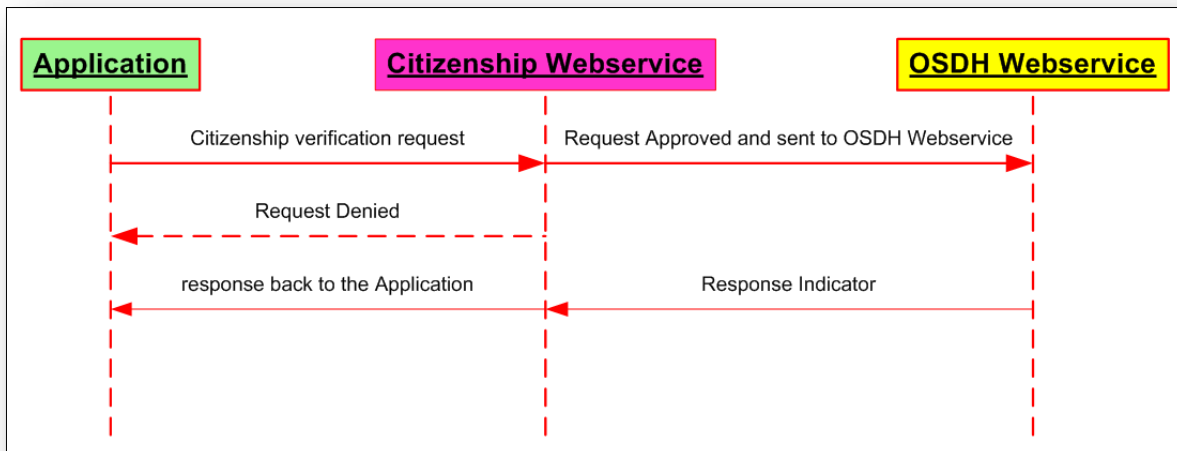 Application
Citizenship Webservice
OSDH Webservice
Citizenship verification request
Request Approved and sent to OSDH Webservice
Request Denied
response back to the Application
Response Indicator